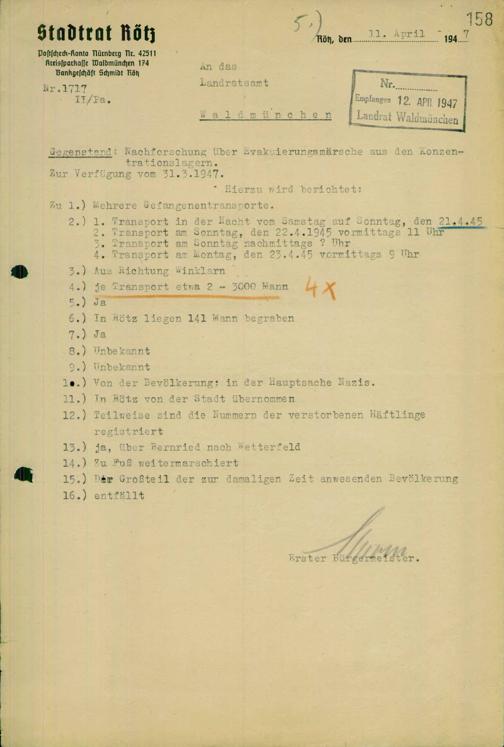 158
5.)
Stadtrat Rötz
Postscheck-Konto Nürnberg Nr. 42511
Kreissparkasse Waldmünchen 174
Bankgeschäft Schmidt Rötz
Nr.1717
II/Pa.
Rötz, den 11. April 1947
An das
Landratsamt
Waldmünchen
Nr.
Empfangen 12. APR. 1947
Landrat Waldmünchen
Gegenstand: Nachforschung über Evakuierungsmärsche aus den Konzen-
trationslagern.
Zur Verfügung vom 31.3.1947.
Hierzu wird berichtet:
Zu 1.) Mehrere Gefangenentransporte.
2.) 1. Transport in der Nacht vom Samstag auf Sonntag, den 21.4.45
2. Transport am Sonntag, den 22.4.1945 vormittags 11 Uhr
3. Transport am Sonntag nachmittags ? Uhr
4. Transport am Montag, den 23.4.45 vormittags 9 Uhr
3.) Aus Richtung Winklarn
4.) je Transport etwa 2 - 3000 Mann 4x
5.) Ja
6.) In Rötz liegen 141 Mann begraben
7.) Ja
8.) Unbekannt
9.) Unbekannt
10.) Von der Bevölkerung: in der Hauptsache Nazis.
11.) In Rötz von der Stadt übernommen
12.) Teilweise sind die Nummern der verstorbenen Häftlinge
registriert
13.) ja, über Bernried nach Wetterfeld
14.) Zu Fuß weitermarschiert
15.) Der Großteil der zur damaligen Zeit anwesenden Bevölkerung
16.) entfällt
Erster Bürgermeister.